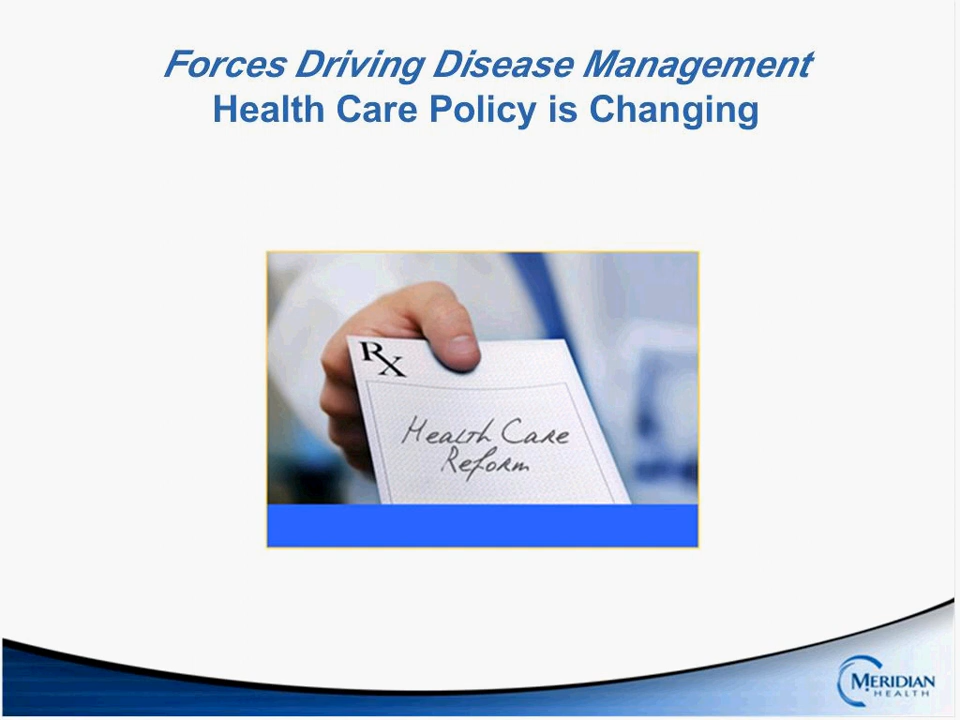 Forces Driving Disease Management
Health Care Policy is Changing
Rx
Health Care
Reform
MERIDIAN
HEALTH